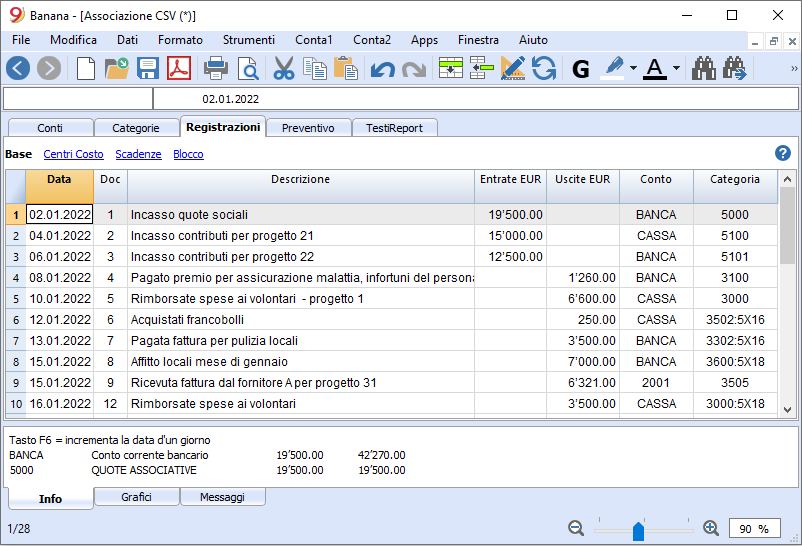 Banana - [Associazione CSV (*)]
File Modifica Dati Formato Strumenti Conta1 Conta2 Apps Finestra Aiuto
G A »
02.01.2022
Conti Categorie Registrazioni Preventivo TestiReport
Base Centri Costo Scadenze Blocco ?
Data Doc Descrizione Entrate EUR Uscite EUR Conto Categoria
1 02.01.2022 1 Incasso quote sociali 19'500.00 BANCA 5000
2 04.01.2022 2 Incasso contributi per progetto 21 15'000.00 CASSA 5100
3 06.01.2022 3 Incasso contributi per progetto 22 12'500.00 BANCA 5101
4 08.01.2022 4 Pagato premio per assicurazione malattia, infortuni del persona 1'260.00 BANCA 3100
5 10.01.2022 5 Rimborsate spese ai volontari - progetto 1 6'600.00 CASSA 3000
6 12.01.2022 6 Acquistati francobolli 250.00 CASSA 3502:5X16
7 13.01.2022 7 Pagata fattura per pulizia locali 3'500.00 BANCA 3302:5X16
8 15.01.2022 8 Affitto locali mese di gennaio 7'000.00 BANCA 3600:5X18
9 15.01.2022 9 Ricevuta fattura dal fornitore A per progetto 31 6'321.00 2001 3505
10 16.01.2022 12 Rimborsate spese ai volontari 3'500.00 CASSA 3000:5X18
Tasto F6 = incrementa la data d'un giorno
BANCA Conto corrente bancario 19'500.00 42'270.00
5000 QUOTE ASSOCIATIVE 19'500.00 19'500.00
Info Grafici Messaggi
1/28 90 %